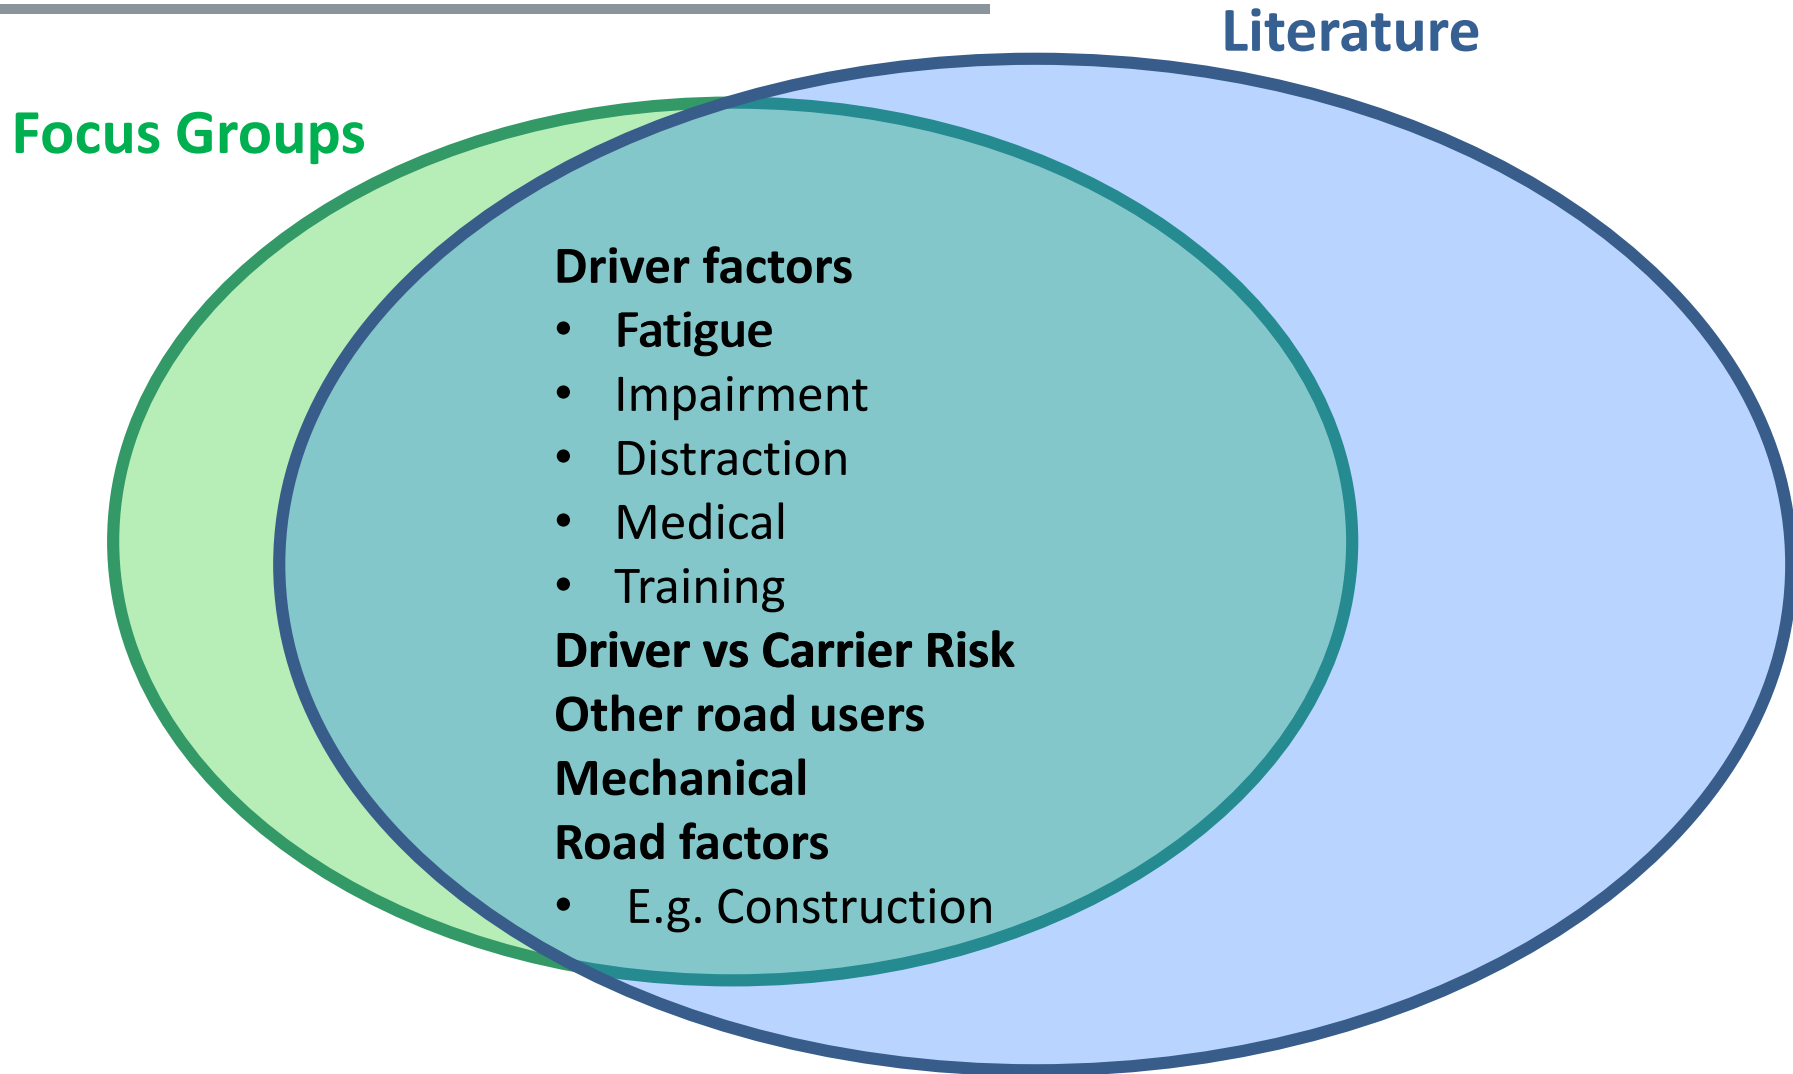 Literature
Focus Groups
Driver factors
• Fatigue
• Impairment
• Distraction
• Medical
• Training
Driver vs Carrier Risk
Other road users
Mechanical
Road factors
• E.g. Construction